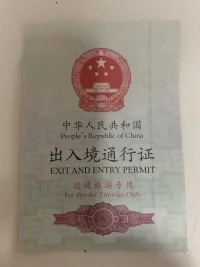 中华人民共和国
People's Republic of China
出入境通行证
EXIT AND ENTRY PERMIT
边境旅游专用
For Border Tourism Only